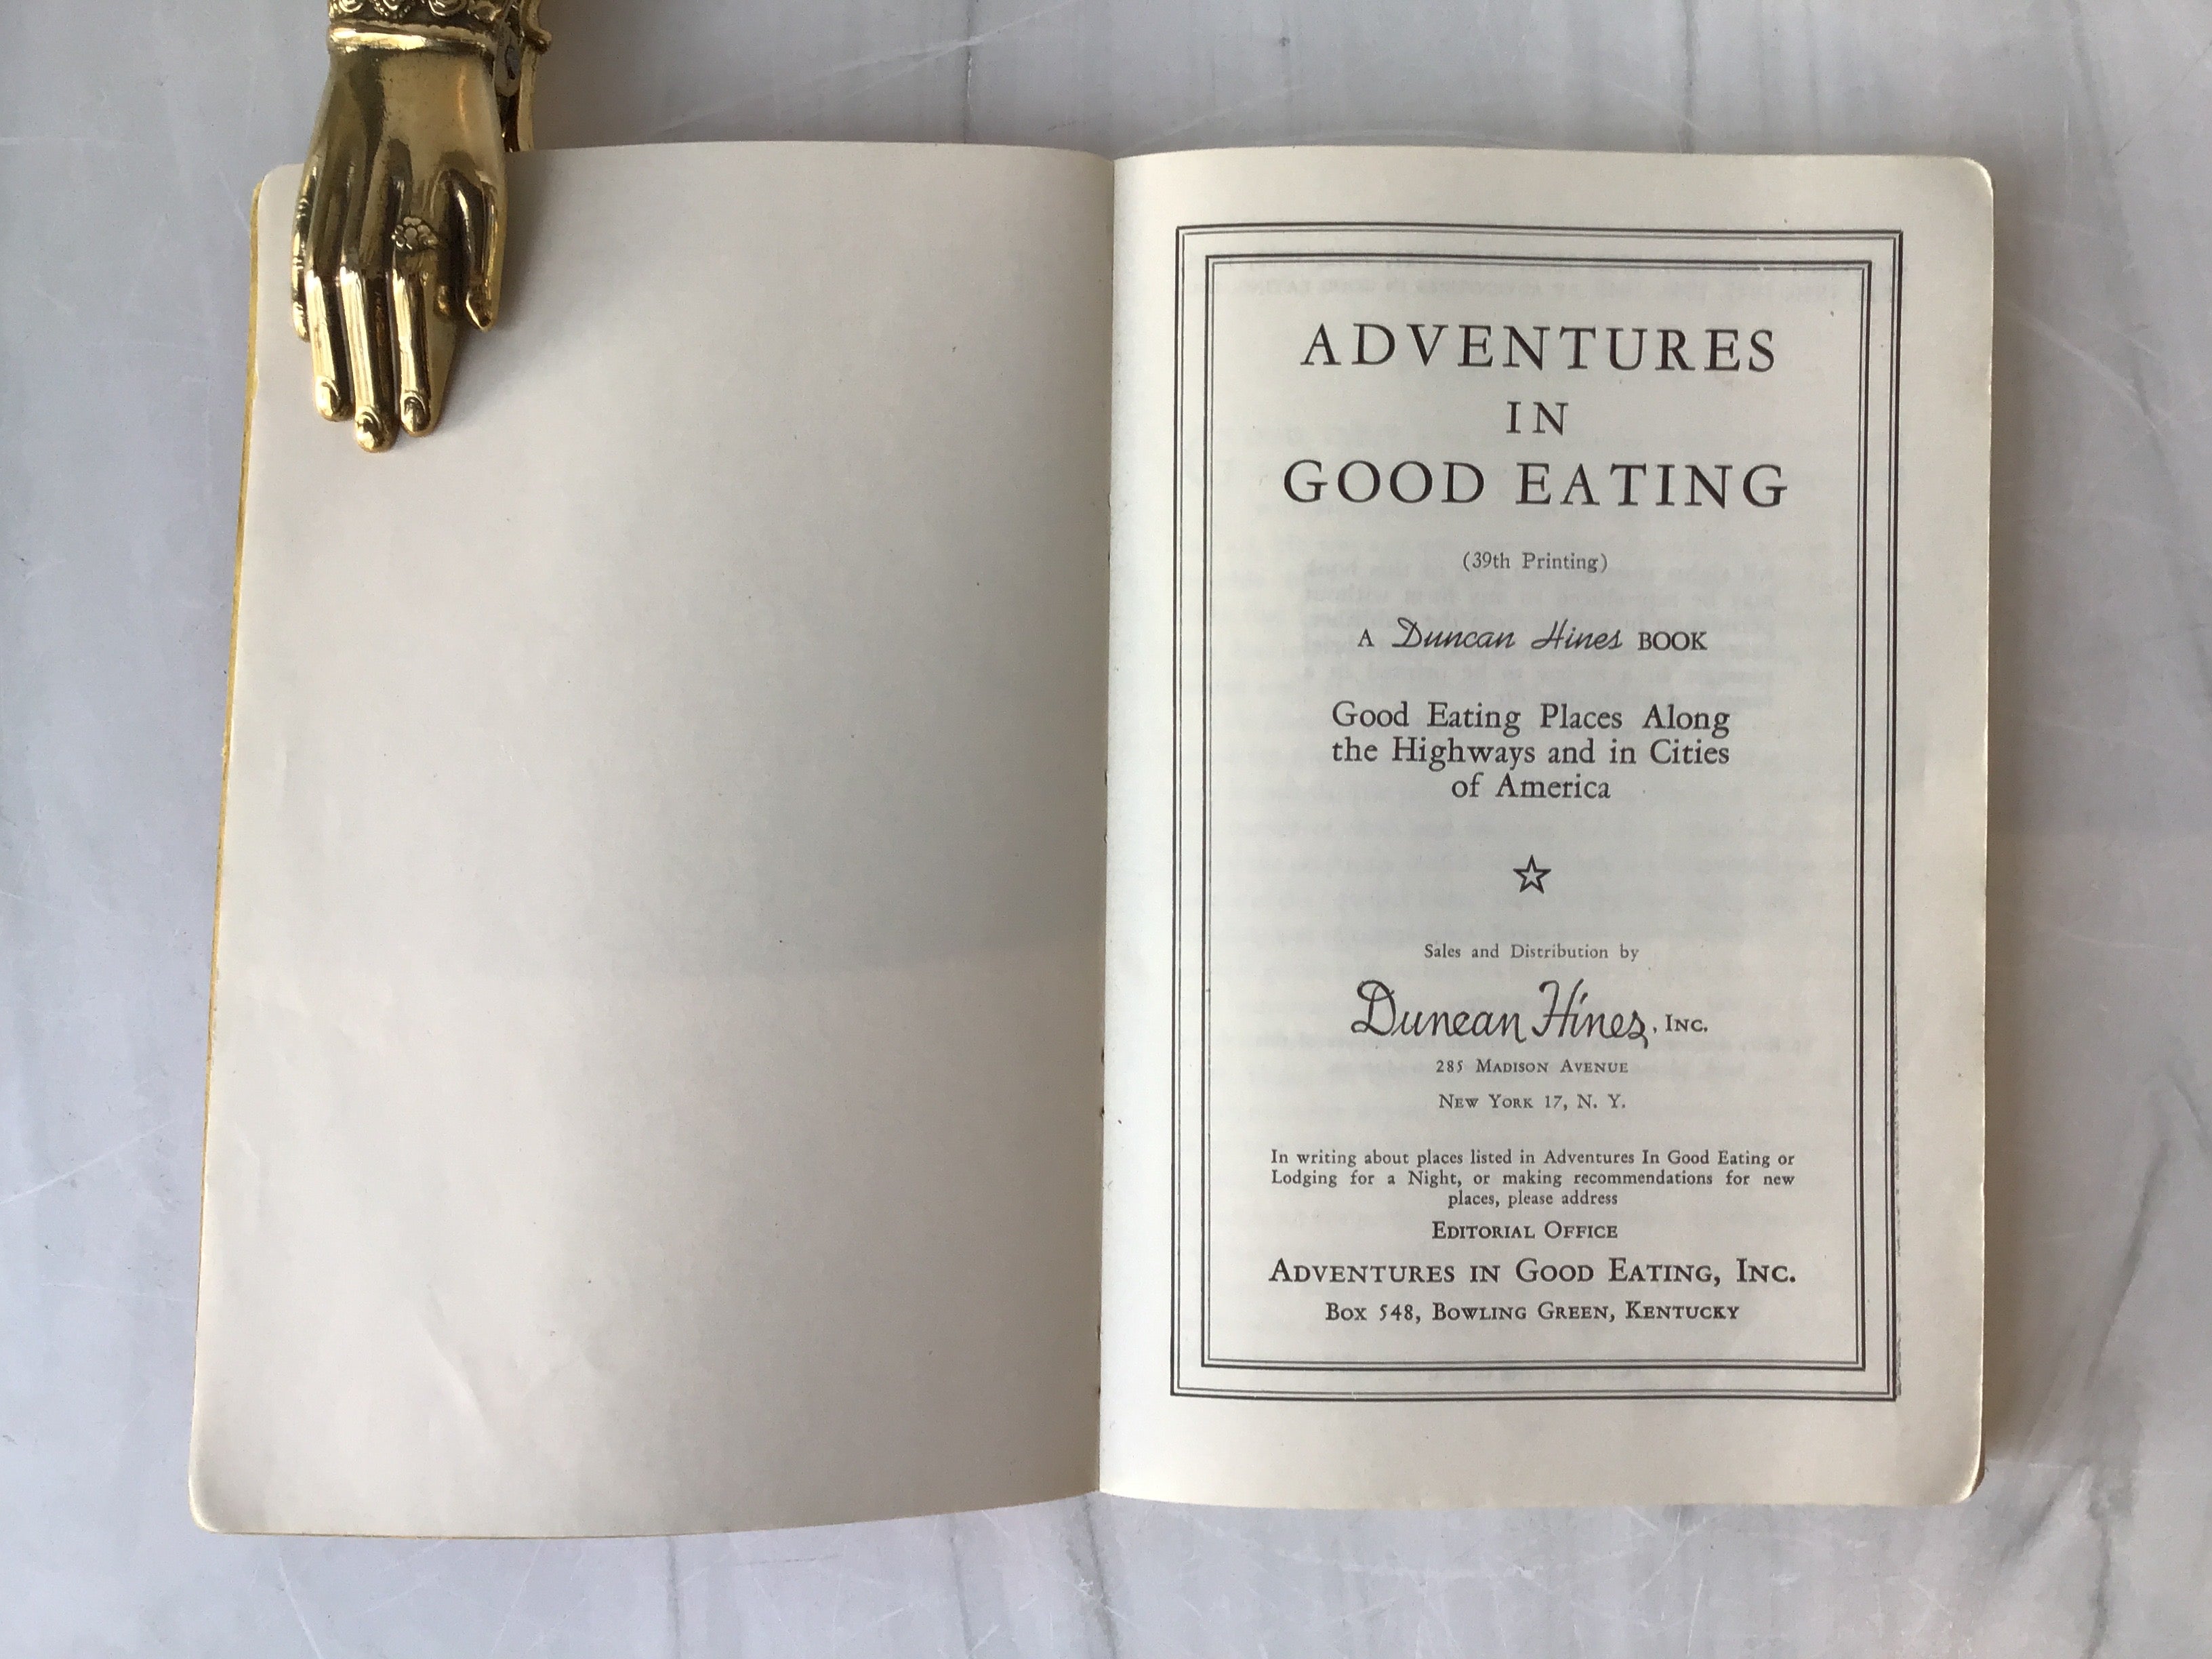 ADVENTURES
IN
GOOD EATING
(39th Printing)
A Duncan Hines BOOK
Good Eating Places Along
the Highways and in Cities
of America
Sales and Distribution by
Duncan Hines, INC.
285 MADISON AVENUE
NEW YORK 17, N. Y.
In writing about places listed in Adventures In Good Eating or
Lodging for a Night, or making recommendations for new
places, please address
EDITORIAL OFFICE
ADVENTURES IN GOOD EATING, INC.
BOX 548, BOWLING GREEN, KENTUCKY